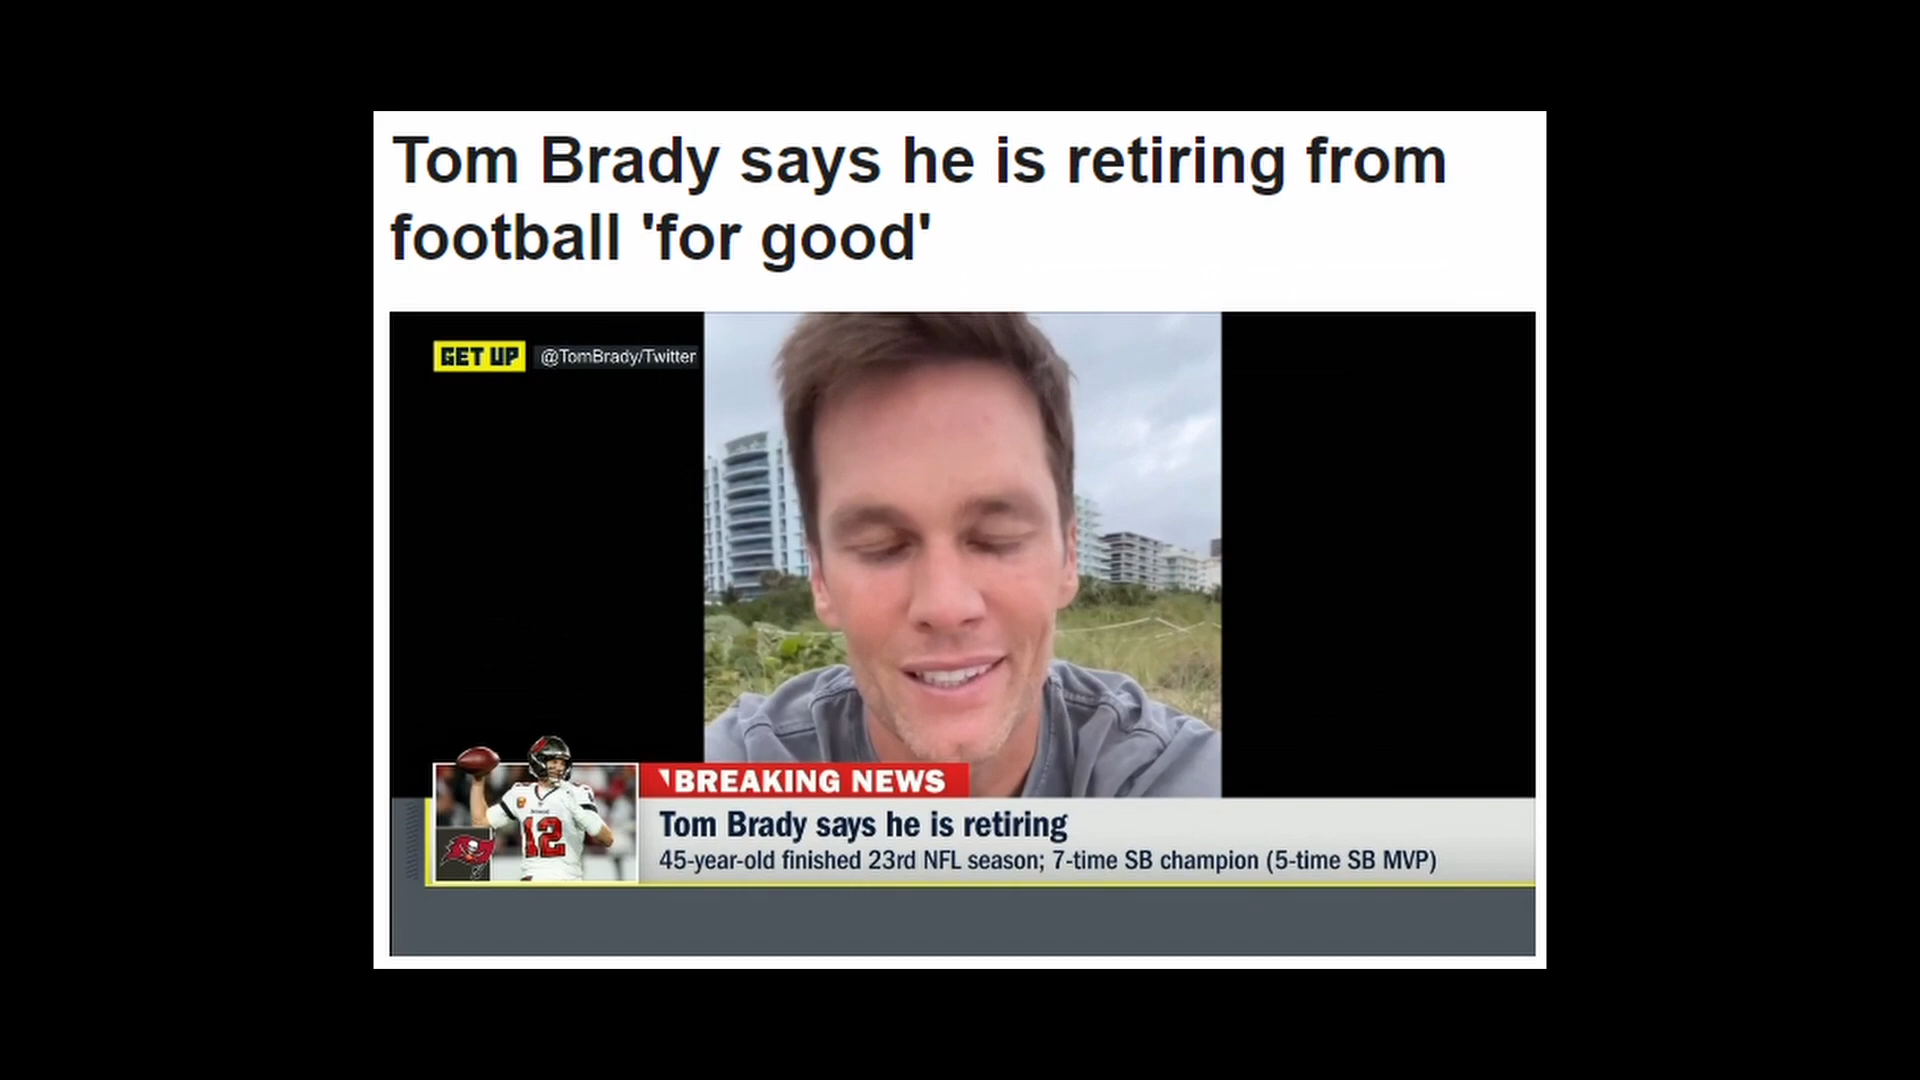 Tom Brady says he is retiring from
football 'for good'
GET UP @TomBrady/Twitter
BREAKING NEWS
Tom Brady says he is retiring
45-year-old finished 23rd NFL season; 7-time SB champion (5-time SB MVP)
12